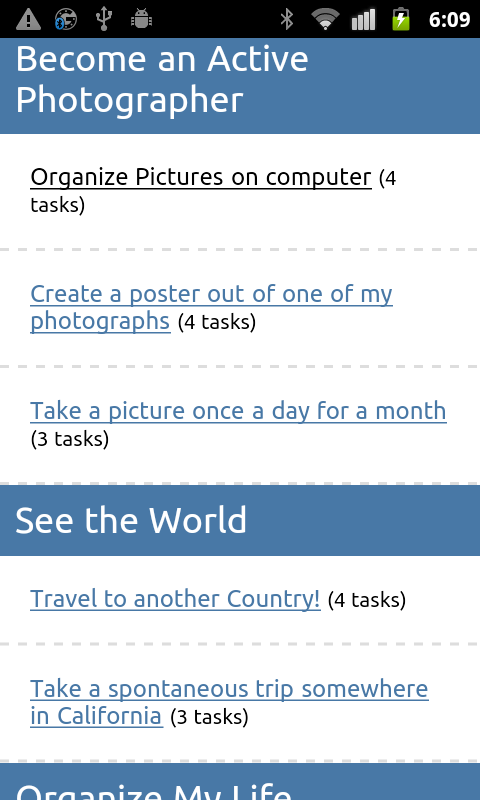 6:09
Become an Active
Photographer
Organize Pictures on computer (4
tasks)
Create a poster out of one of my
photographs (4 tasks)
Take a picture once a day for a month
(3 tasks)
See the World
Travel to another Country! (4 tasks)
Take a spontaneous trip somewhere
in California (3 tasks)
Organize My Life